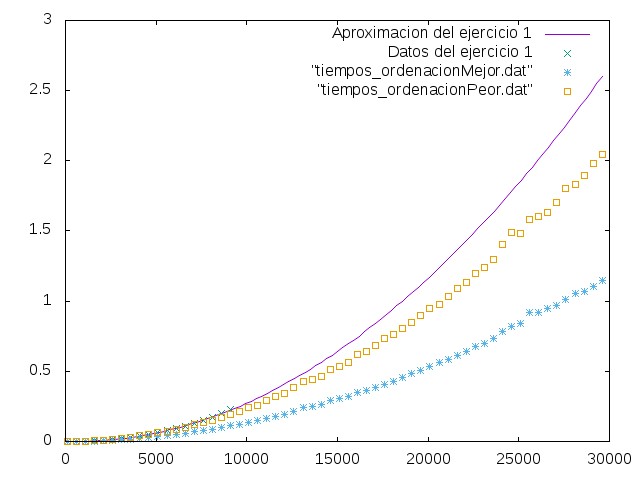 3
2.5
2
1.5
1
0.5
0
0 5000 10000 15000 20000 25000 30000
Aproximacion del ejercicio 1
Datos del ejercicio 1
"tiempos_ordenacionMejor.dat"
"tiempos_ordenacionPeor.dat"